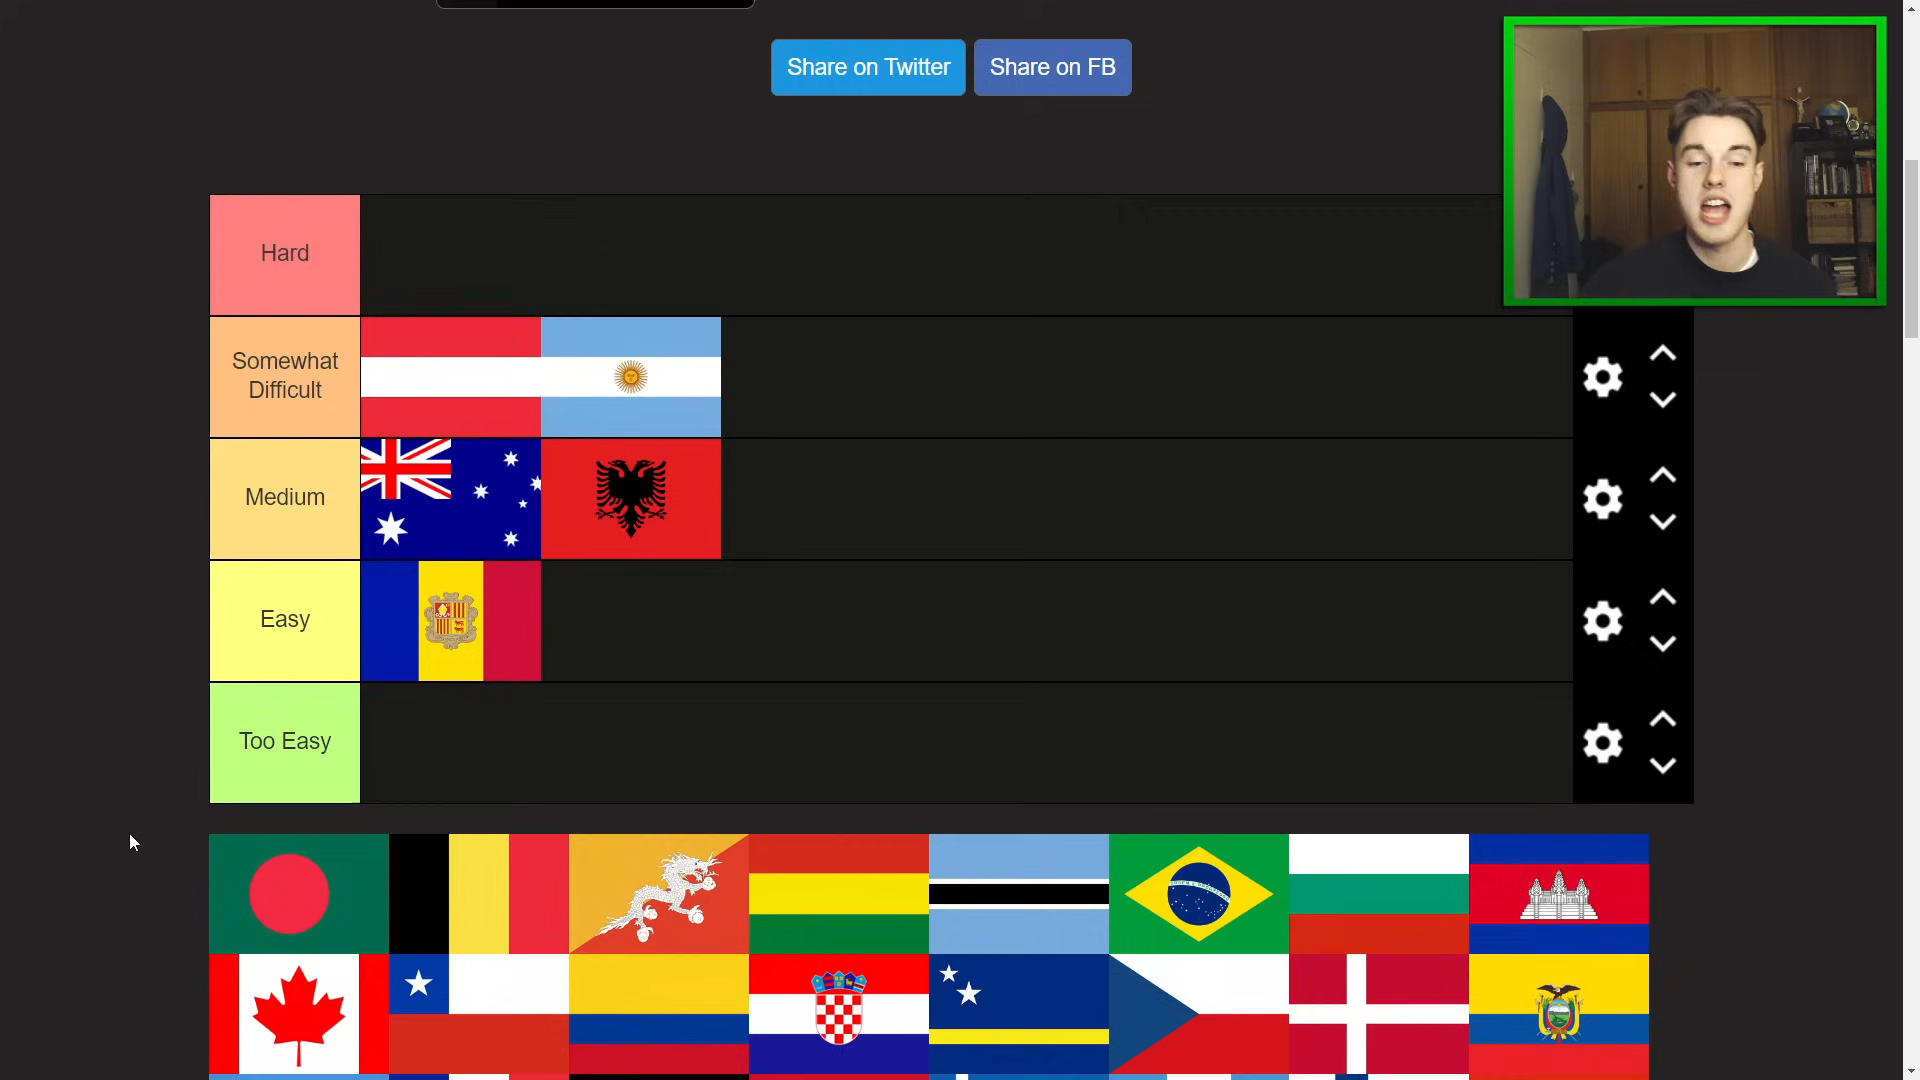 Share on Twitter Share on FB
Hard
Somewhat
Difficult
Medium
Easy
Too Easy